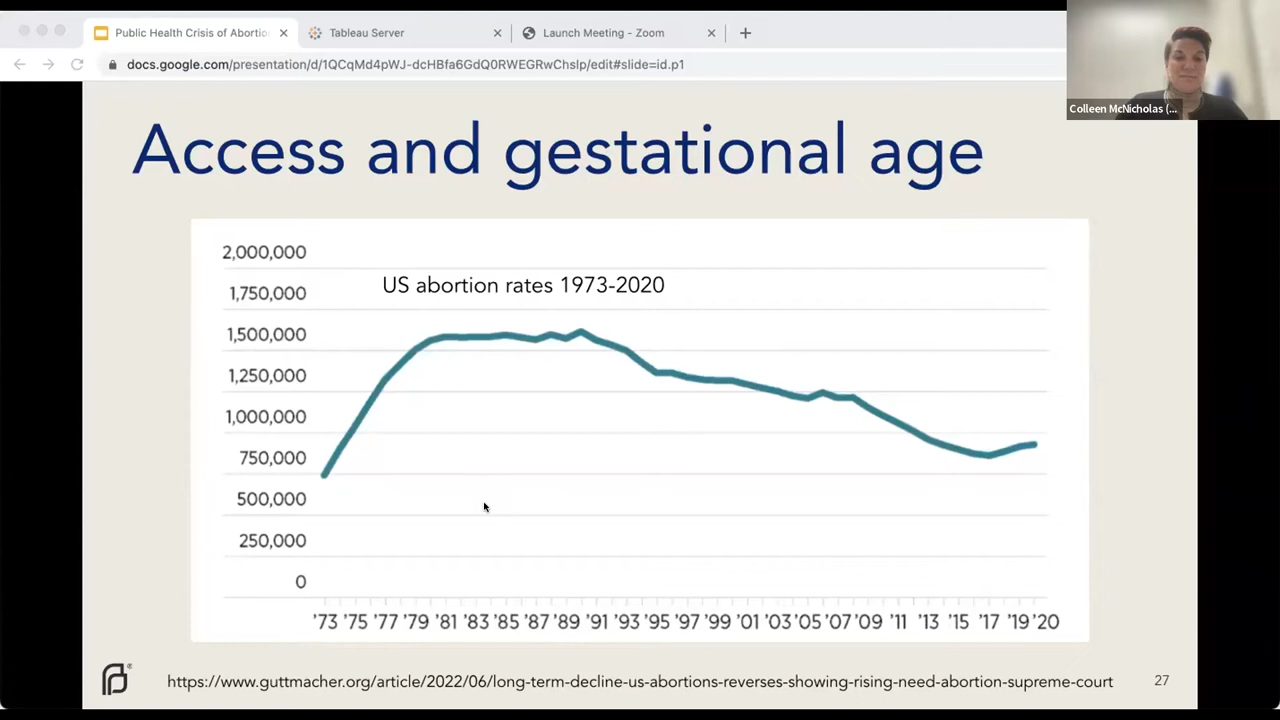 Public Health Crisis of Abortio
Tableau Server
Launch Meeting - Zoom
docs.google.com/presentation/d/1QCqMd4pWJ-dcHBfa6GdQ0RWEGRwChslp/edit#slide=id.p1
Colleen McNicholas (...
Access and gestational age
US abortion rates 1973-2020
2,000,000
1,750,000
1,500,000
1,250,000
1,000,000
750,000
500,000
250,000
0
'73 '75 '77 '79 '81 '83 '85 '87 '89 '91 '93 '95 '97 '99 '01 '03 '05 '07 '09 '11 '13 '15 '17 '19 '20
https://www.guttmacher.org/article/2022/06/long-term-decline-us-abortions-reverses-showing-rising-need-abortion-supreme-court
27